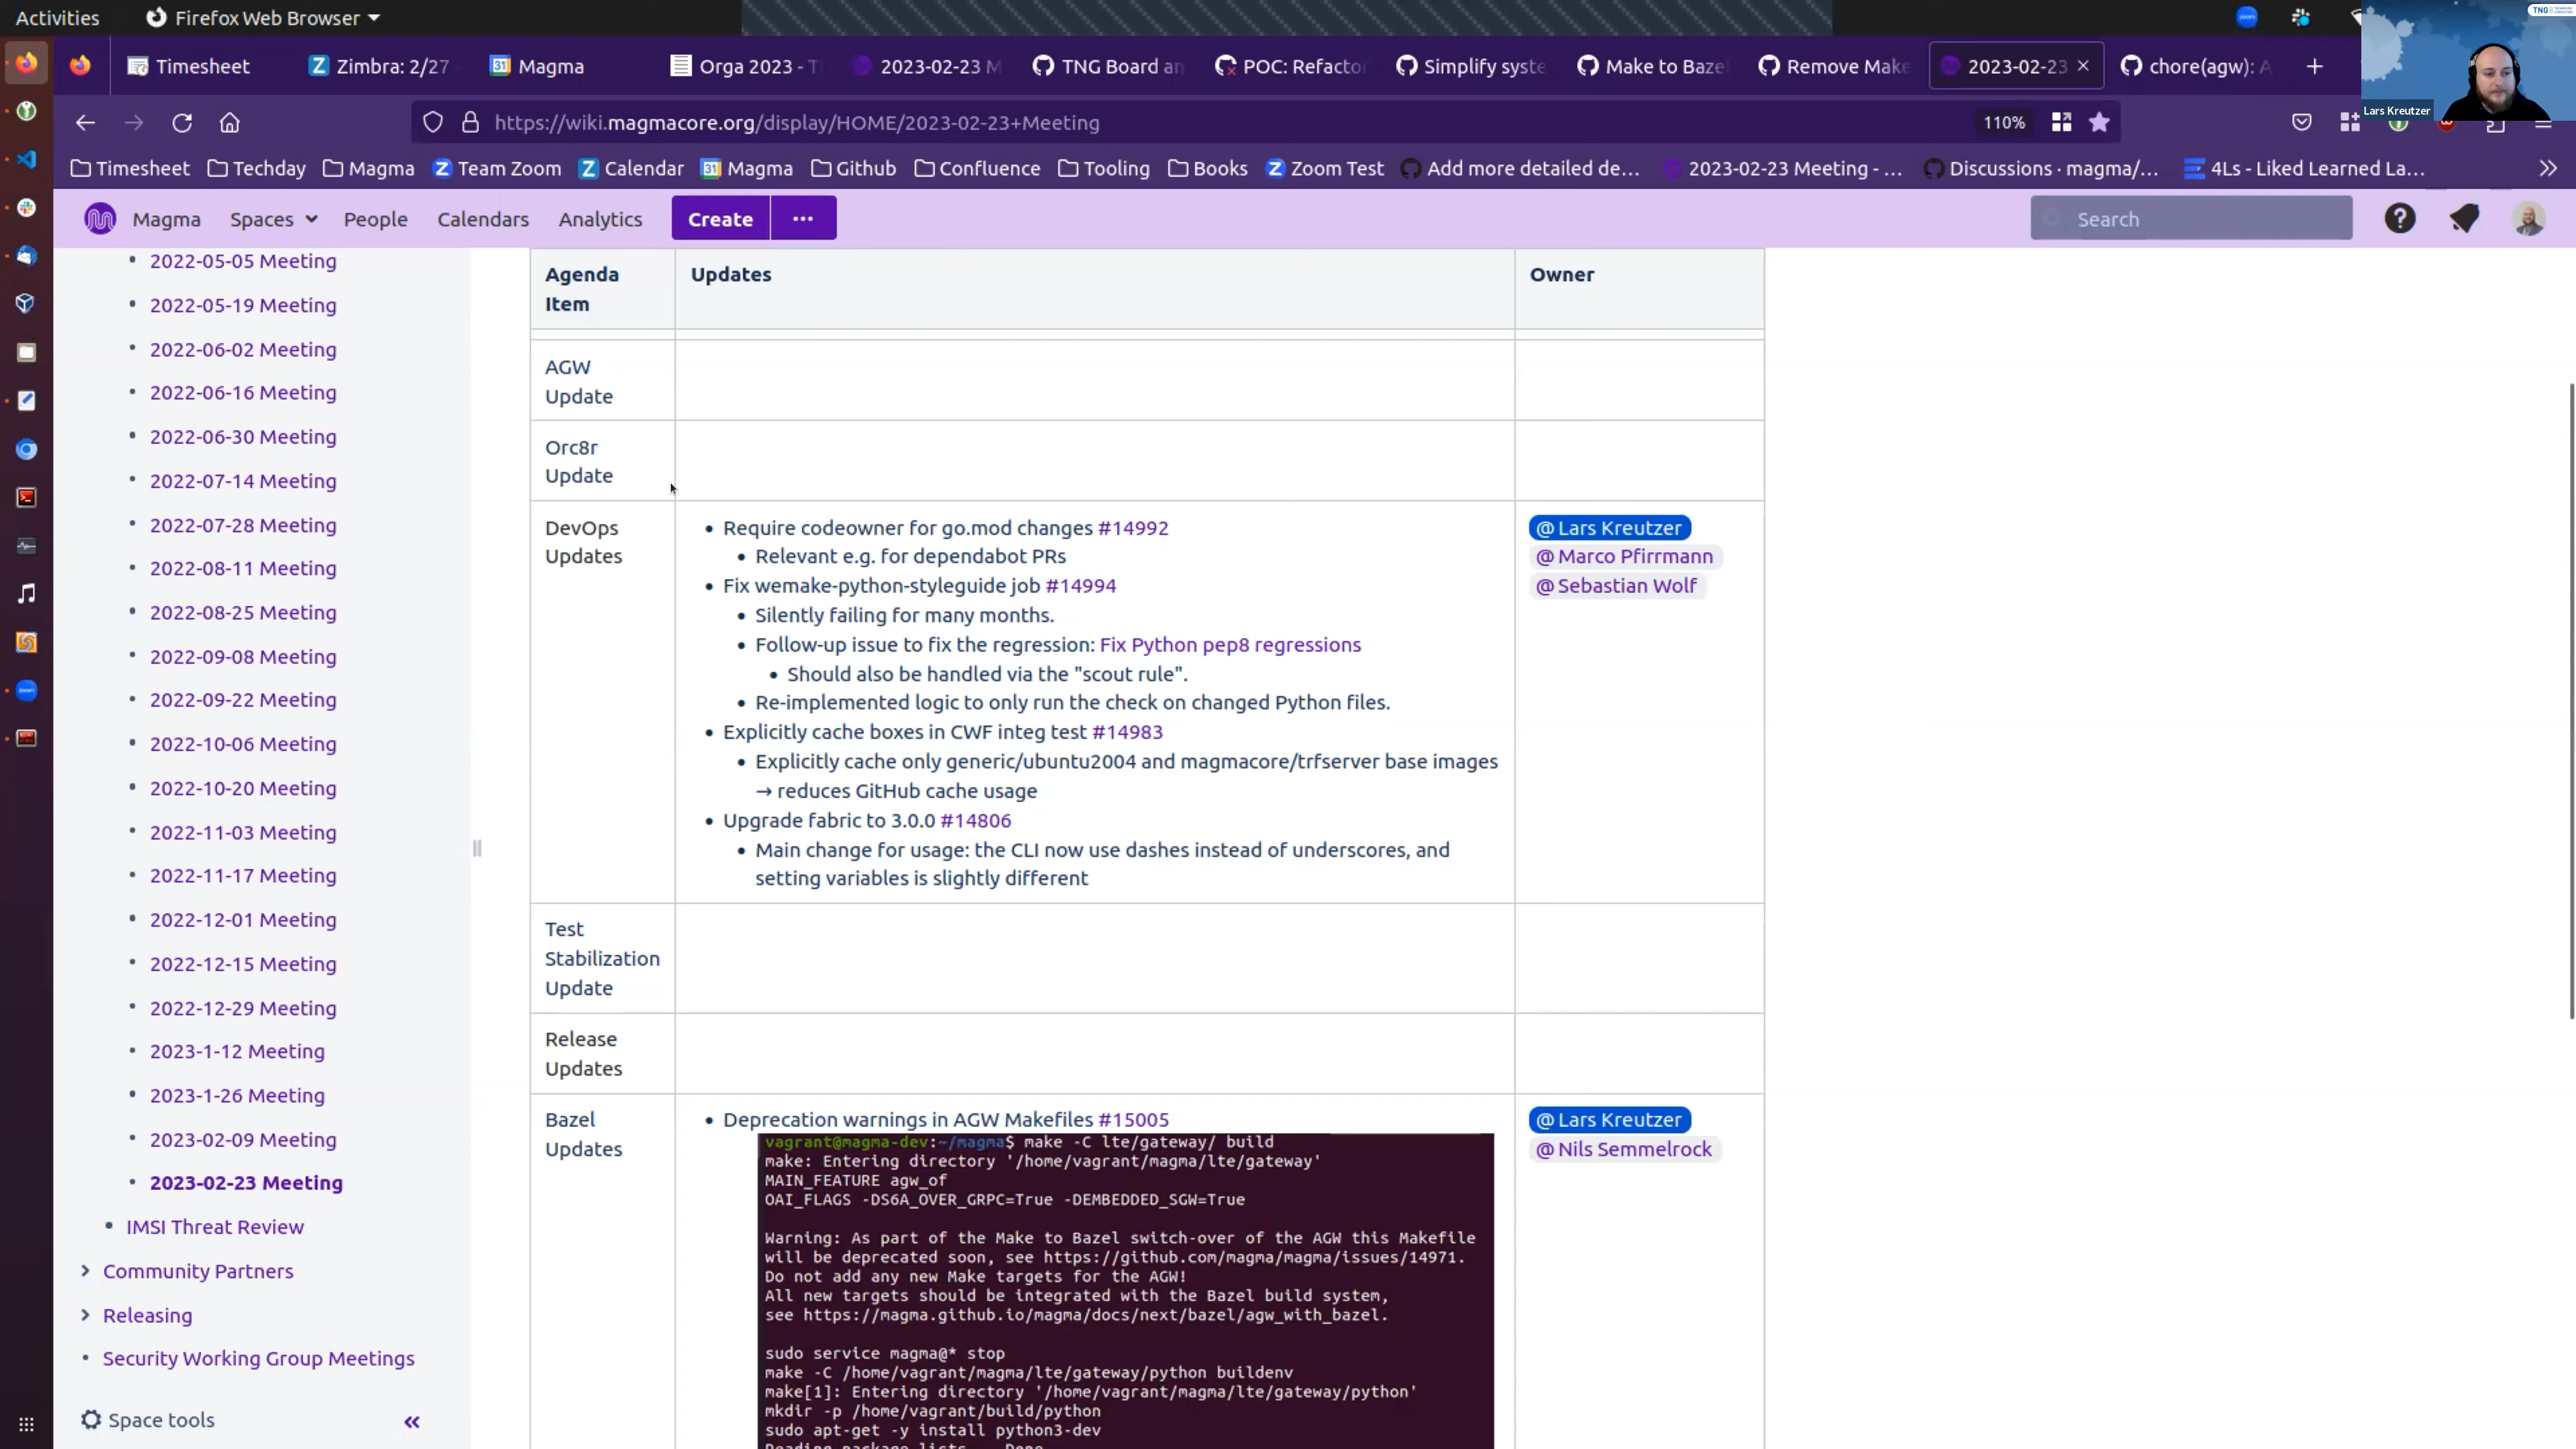 Activities
Firefox Web Browser
TNG
Timesheet
Zimbra: 2/27
Magma
Orga 2023 - T
2023-02-23 M
TNG Board an
POC: Refacto
Simplify syste
Make to Baze
Remove Make
2023-02-23
chore(agw): A
Lars Kreutzer
https://wiki.magmacore.org/display/HOME/2023-02-23+Meeting
110%
Timesheet
Techday
Magma
Team Zoom
Calendar
Magma
Github
Confluence
Tooling
Books
Zoom Test
Add more detailed de...
2023-02-23 Meeting - ...
Discussions · magma/...
4Ls - Liked Learned La...
Magma
Spaces
People
Calendars
Analytics
Create
Search
2022-05-05 Meeting
2022-05-19 Meeting
2022-06-02 Meeting
2022-06-16 Meeting
2022-06-30 Meeting
2022-07-14 Meeting
2022-07-28 Meeting
2022-08-11 Meeting
2022-08-25 Meeting
2022-09-08 Meeting
2022-09-22 Meeting
2022-10-06 Meeting
2022-10-20 Meeting
2022-11-03 Meeting
2022-11-17 Meeting
2022-12-01 Meeting
2022-12-15 Meeting
2022-12-29 Meeting
2023-1-12 Meeting
2023-1-26 Meeting
2023-02-09 Meeting
2023-02-23 Meeting
IMSI Threat Review
Community Partners
Releasing
Security Working Group Meetings
Space tools
Agenda
Item
Updates
Owner
AGW
Update
Orc8r
Update
DevOps
Updates
• Require codeowner for go.mod changes #14992
• Relevant e.g. for dependabot PRs
• Fix wemake-python-styleguide job #14994
• Silently failing for many months.
• Follow-up issue to fix the regression: Fix Python pep8 regressions
• Should also be handled via the "scout rule".
• Re-implemented logic to only run the check on changed Python files.
• Explicitly cache boxes in CWF integ test #14983
• Explicitly cache only generic/ubuntu2004 and magmacore/trfserver base images
→ reduces GitHub cache usage
• Upgrade fabric to 3.0.0 #14806
• Main change for usage: the CLI now use dashes instead of underscores, and
setting variables is slightly different
@ Lars Kreutzer
@ Marco Pfirrmann
@ Sebastian Wolf
Test
Stabilization
Update
Release
Updates
Bazel
Updates
• Deprecation warnings in AGW Makefiles #15005
vagrant@magma-dev:~/magma$ make -C lte/gateway/ build
make: Entering directory '/home/vagrant/magma/lte/gateway'
MAIN_FEATURE agw_of
OAI_FLAGS -DS6A_OVER_GRPC=True -DEMBEDDED_SGW=True
Warning: As part of the Make to Bazel switch-over of the AGW this Makefile
will be deprecated soon, see https://github.com/magma/magma/issues/14971.
Do not add any new Make targets for the AGW!
All new targets should be integrated with the Bazel build system,
see https://magma.github.io/magma/docs/next/bazel/agw_with_bazel.
sudo service magma@* stop
make -C /home/vagrant/magma/lte/gateway/python buildenv
make[1]: Entering directory '/home/vagrant/magma/lte/gateway/python'
mkdir -p /home/vagrant/build/python
sudo apt-get -y install python3-dev
Reading package lists... Done
@ Lars Kreutzer
@ Nils Semmelrock